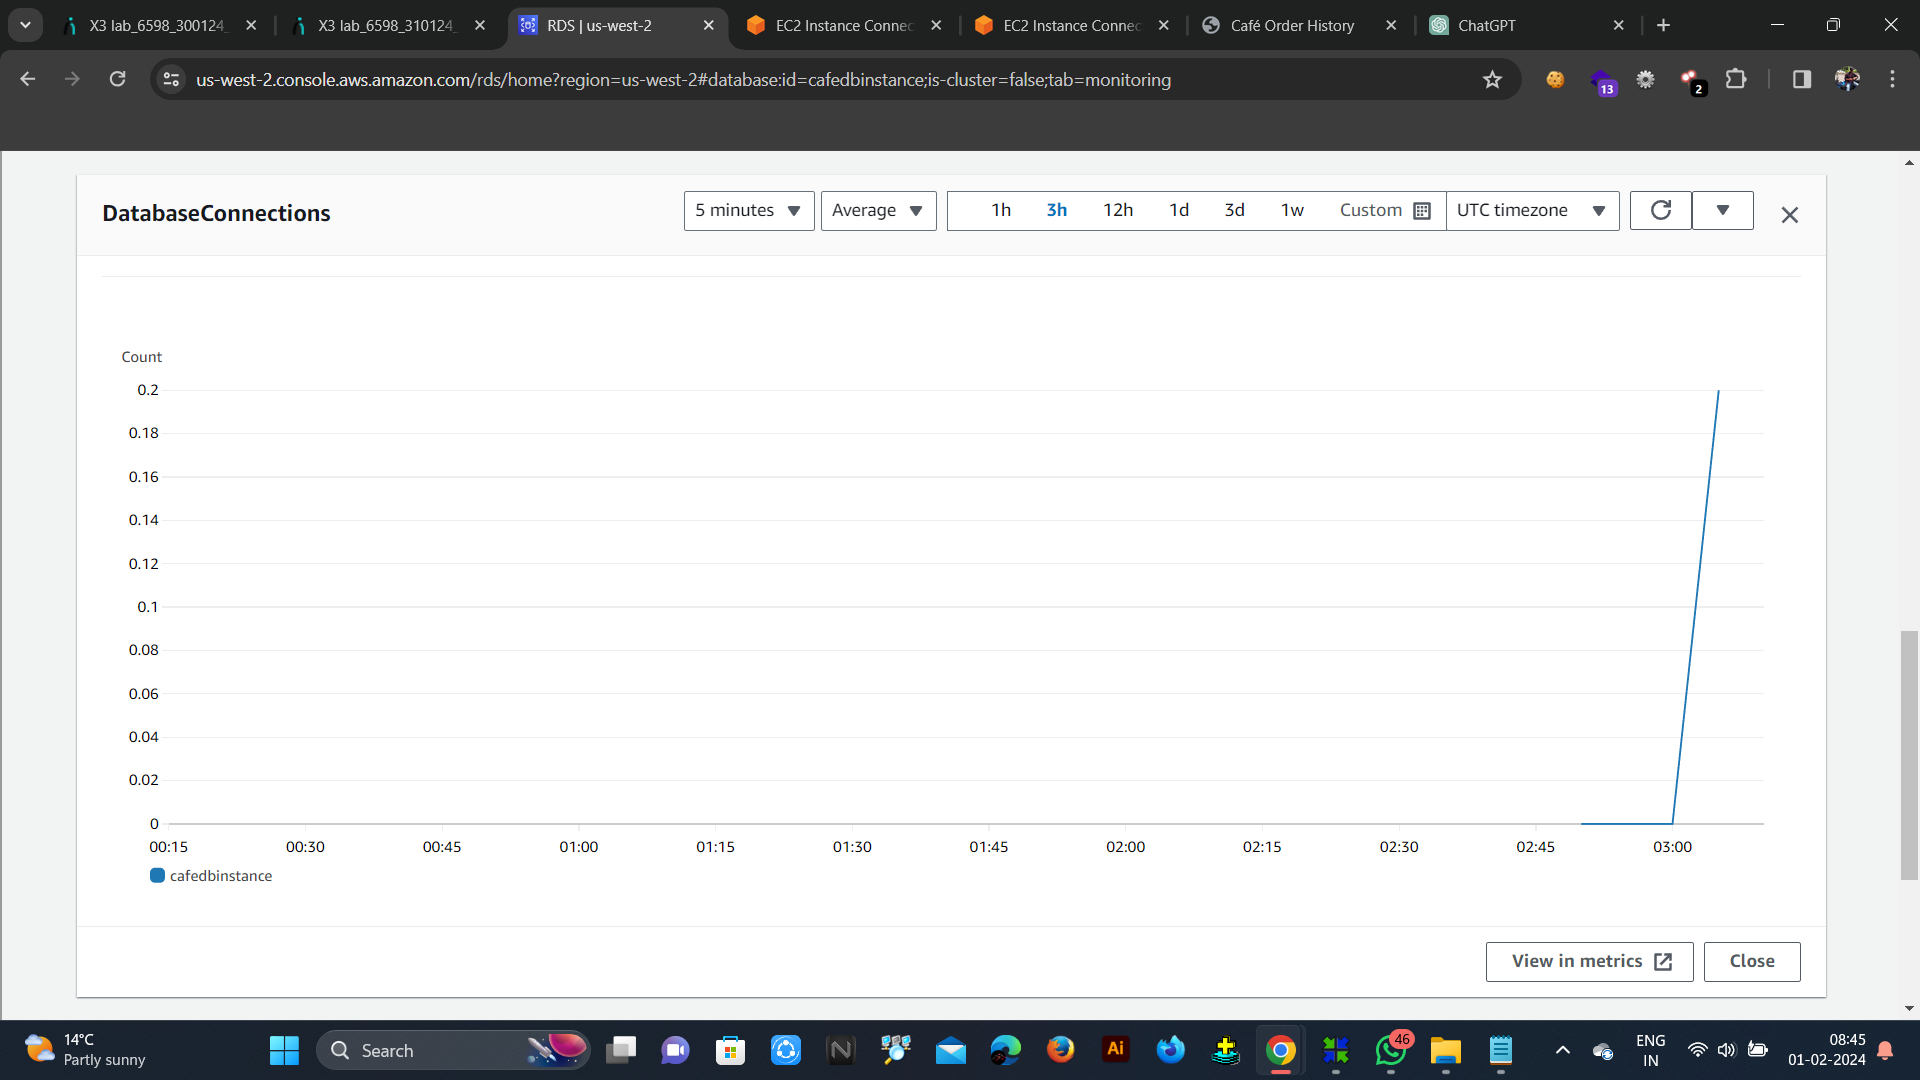 X3 lab_6598_300124_
X3 lab_6598_310124_
RDS | us-west-2
EC2 Instance Connec
EC2 Instance Connec
Café Order History
ChatGPT
us-west-2.console.aws.amazon.com/rds/home?region=us-west-2#database:id=cafedbinstance;is-cluster=false;tab=monitoring
13
2
DatabaseConnections
5 minutes
Average
1h 3h 12h 1d 3d 1w Custom
UTC timezone
Count
0.2
0.18
0.16
0.14
0.12
0.1
0.08
0.06
0.04
0.02
0
00:15 00:30 00:45 01:00 01:15 01:30 01:45 02:00 02:15 02:30 02:45 03:00
cafedbinstance
View in metrics
Close
14°C
Partly sunny
Search
N
Ai
46
ENG
IN
08:45
01-02-2024